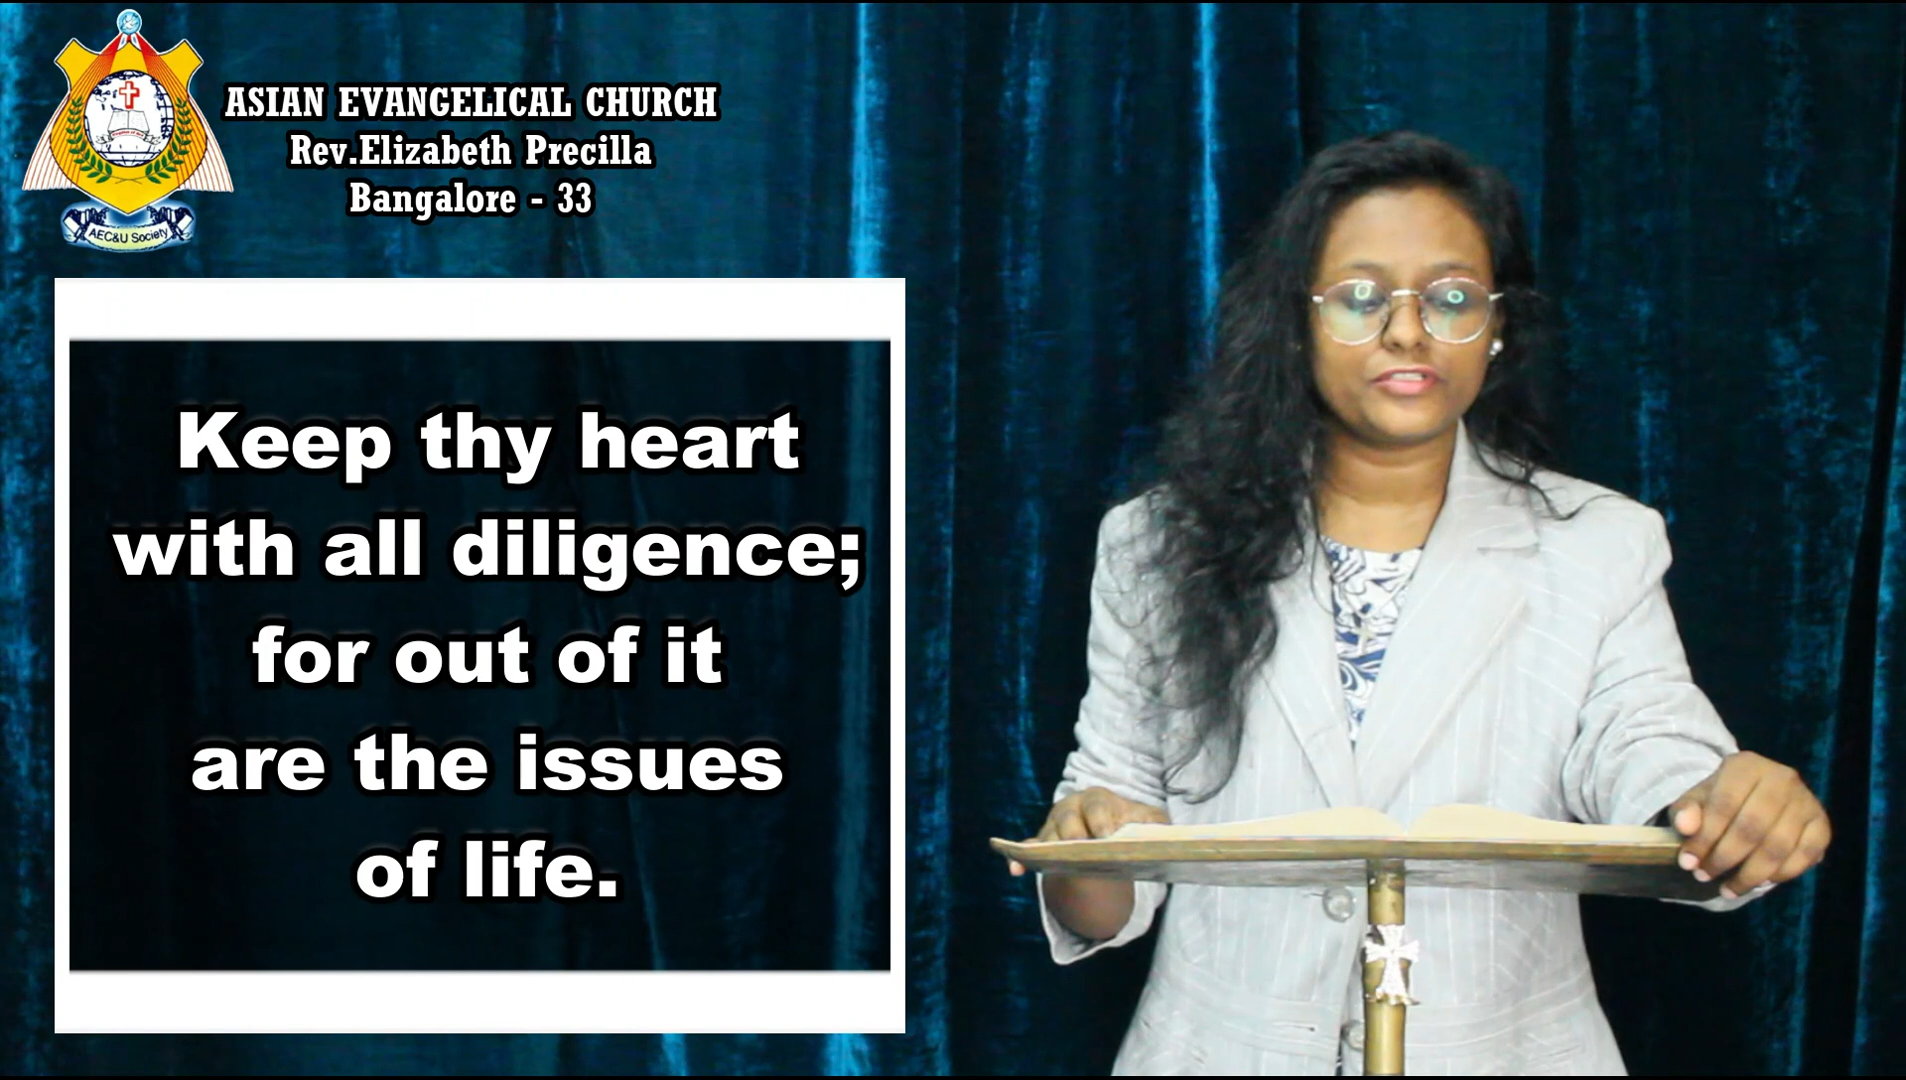 ASIAN EVANGELICAL CHURCH
Rev.Elizabeth Precilla
Bangalore - 33
AEC&U Society
Keep thy heart
with all diligence;
for out of it
are the issues
of life.